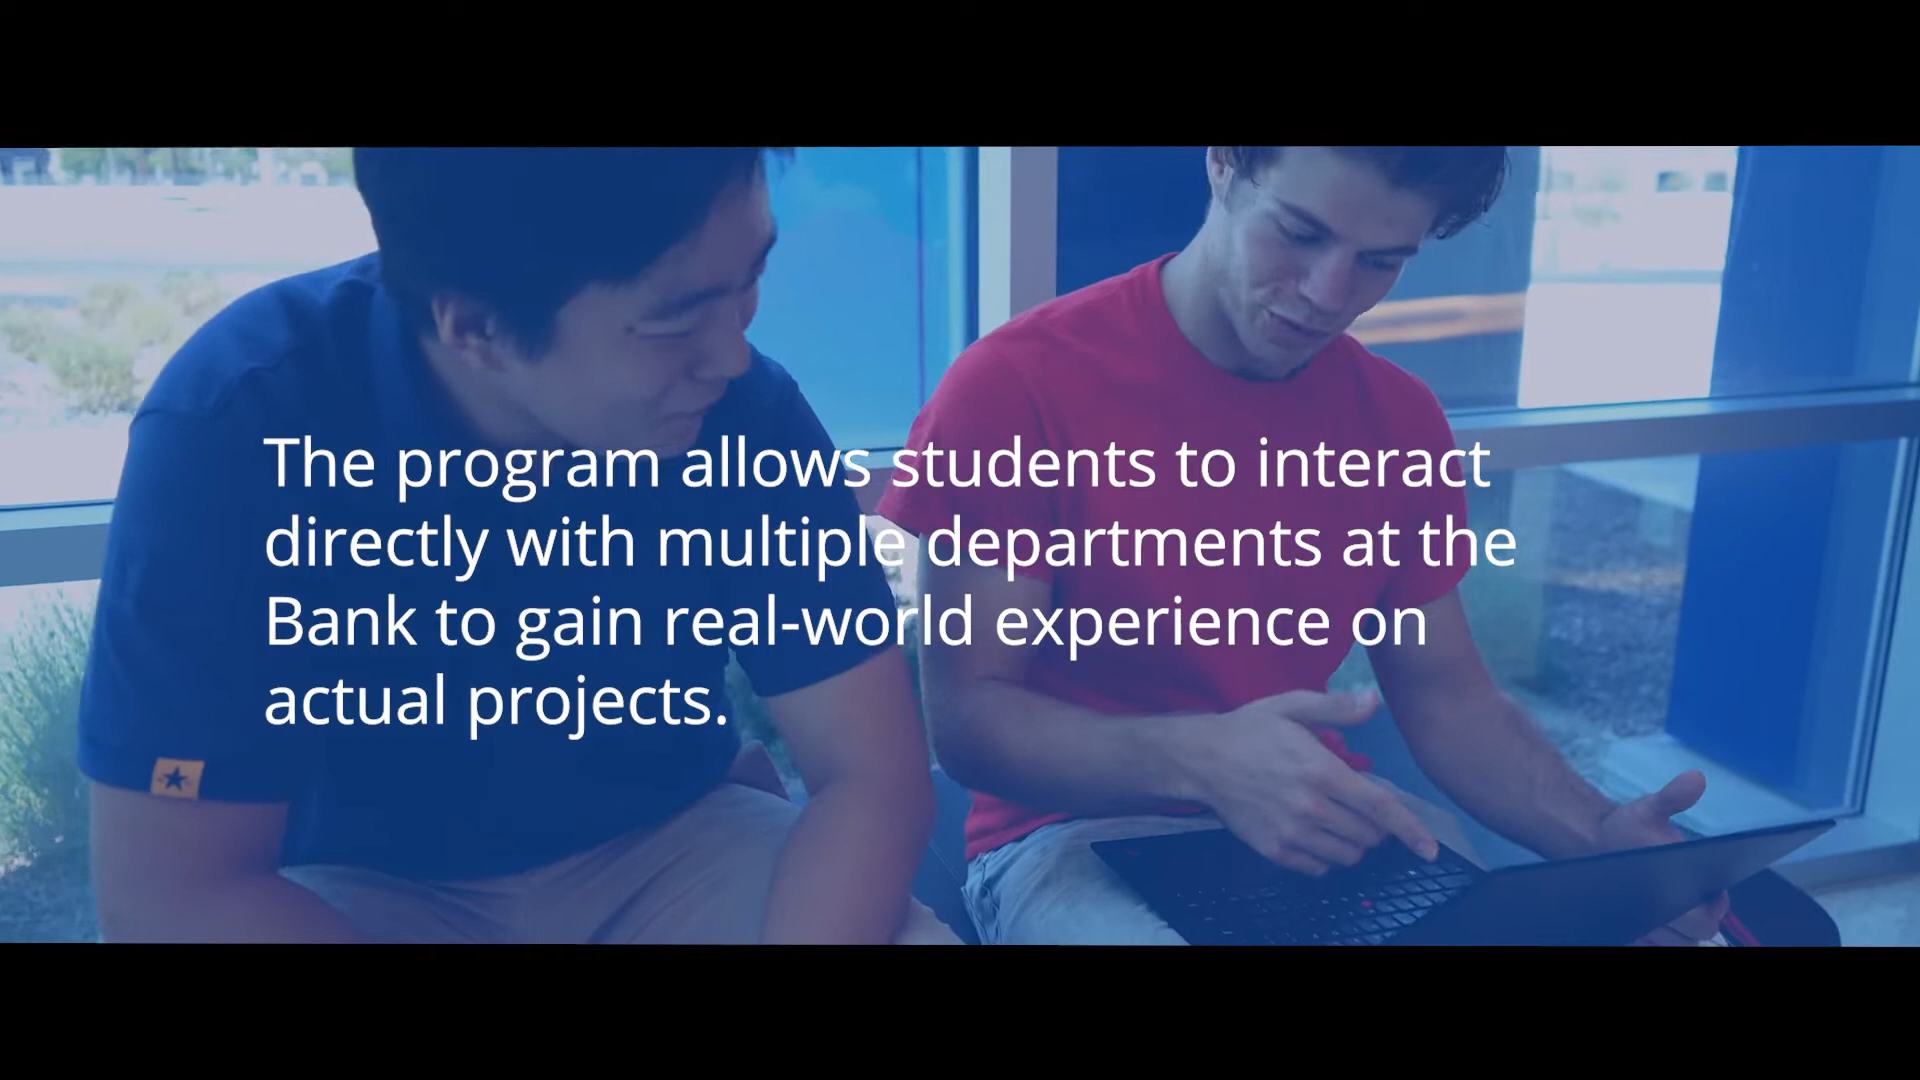 The program allows students to interact
directly with multiple departments at the
Bank to gain real-world experience on
actual projects.